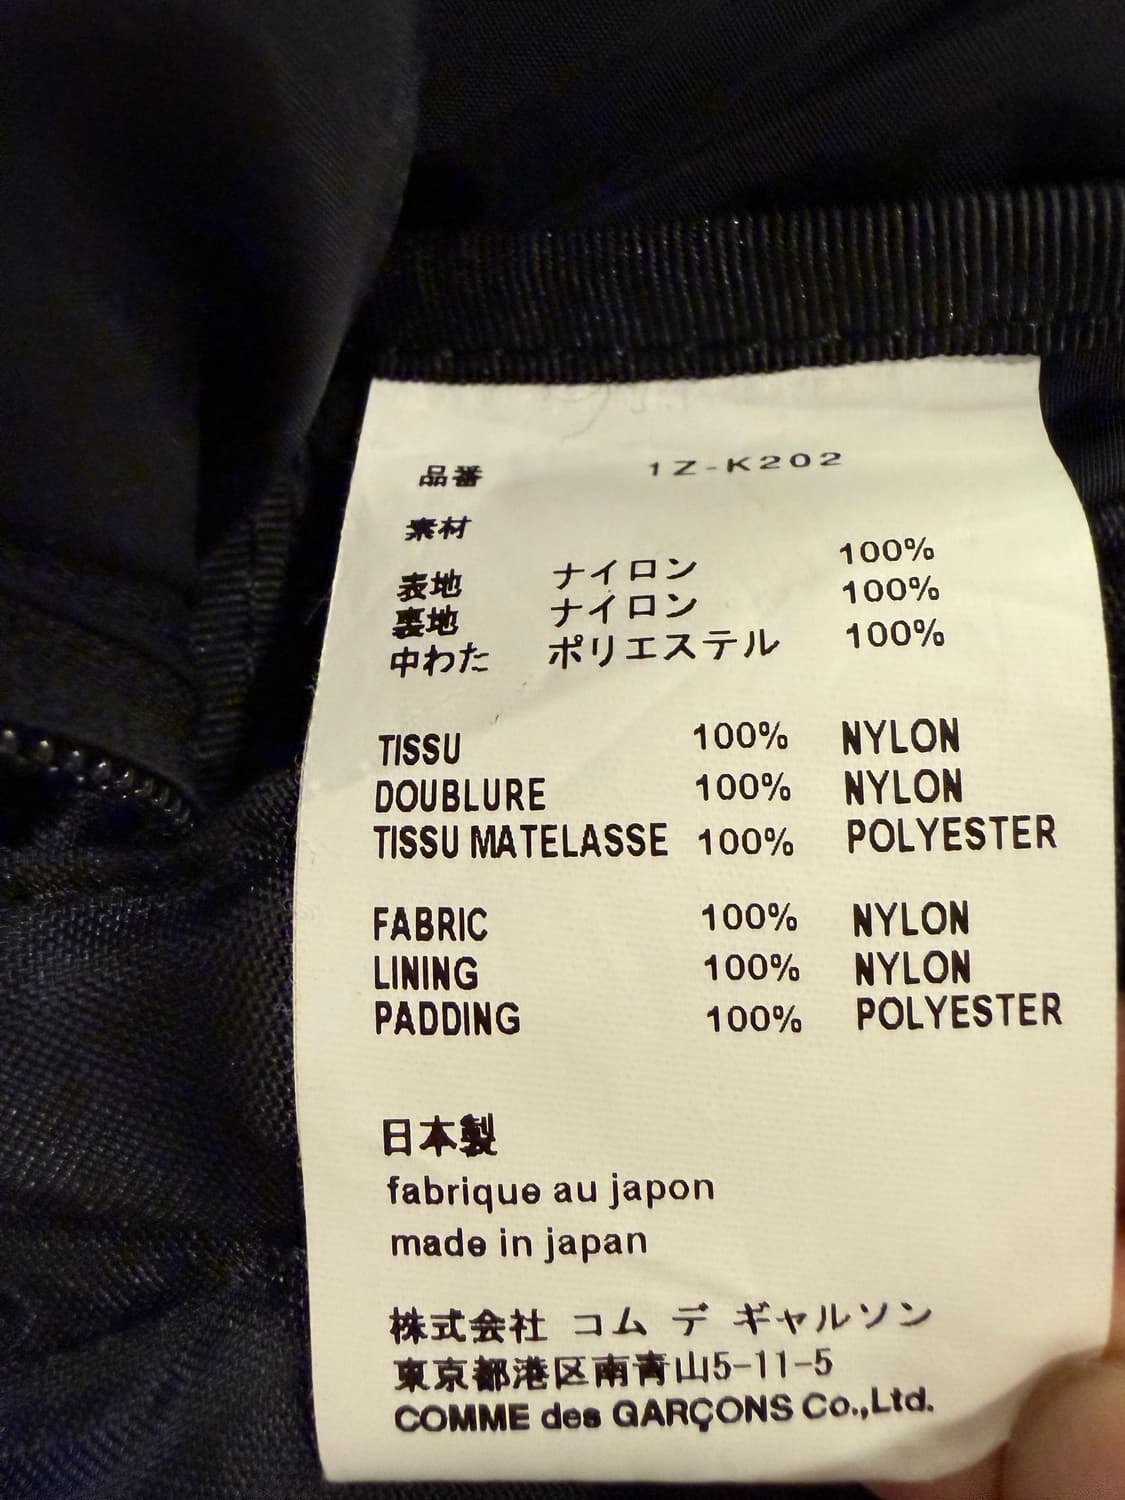 品番 1Z-K202
素材
表地 ナイロン 100%
裏地 ナイロン 100%
中わた ポリエステル 100%
TISSU 100% NYLON
DOUBLURE 100% NYLON
TISSU MATELASSE 100% POLYESTER
FABRIC 100% NYLON
LINING 100% NYLON
PADDING 100% POLYESTER
日本製
fabrique au japon
made in japan
株式会社 コム デ ギャルソン
東京都港区南青山5-11-5
COMME des GARÇONS Co.,Ltd.